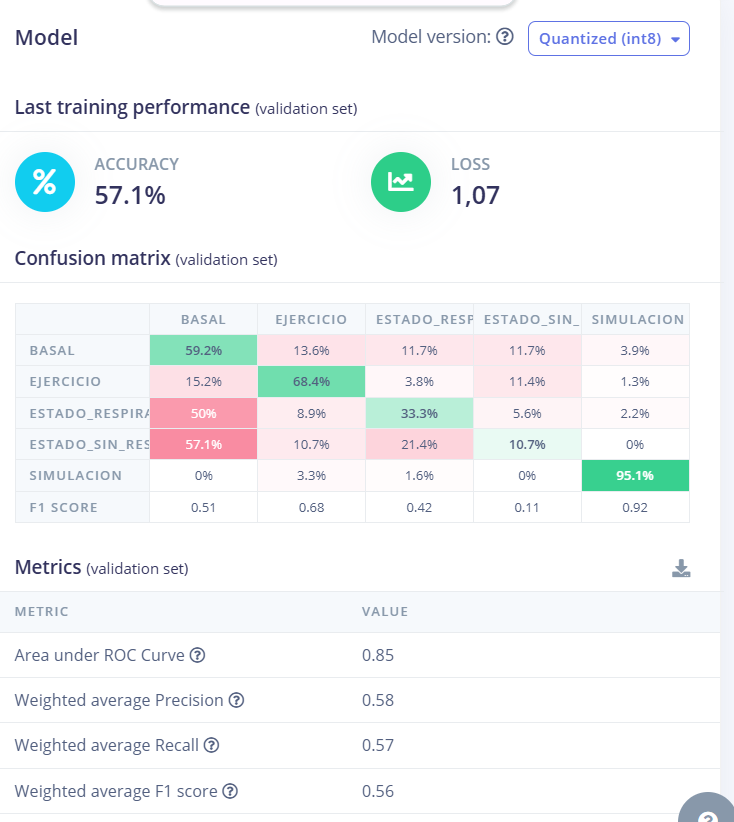 Model
Model version: Quantized (int8)
Last training performance (validation set)
% ACCURACY
57.1%
LOSS
1,07
Confusion matrix (validation set)
BASAL EJERCICIO ESTADO_RESP ESTADO_SIN_ SIMULACION
BASAL 59.2% 13.6% 11.7% 11.7% 3.9%
EJERCICIO 15.2% 68.4% 3.8% 11.4% 1.3%
ESTADO_RESPIRA 50% 8.9% 33.3% 5.6% 2.2%
ESTADO_SIN_RES 57.1% 10.7% 21.4% 10.7% 0%
SIMULACION 0% 3.3% 1.6% 0% 95.1%
F1 SCORE 0.51 0.68 0.42 0.11 0.92
Metrics (validation set)
METRIC VALUE
Area under ROC Curve 0.85
Weighted average Precision 0.58
Weighted average Recall 0.57
Weighted average F1 score 0.56